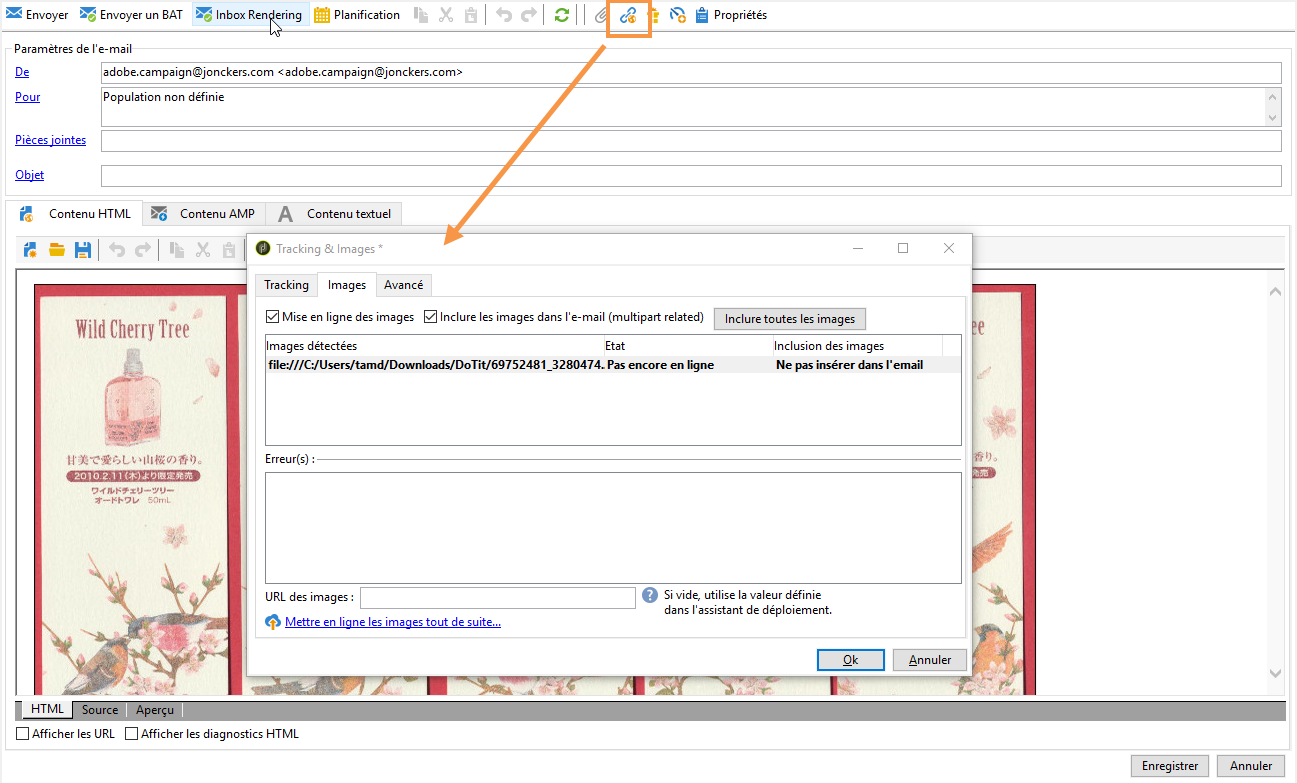 Envoyer Envoyer un BAT Inbox Rendering Planification Propriétés
Paramètres de l'e-mail
De adobe.campaign@jonckers.com <adobe.campaign@jonckers.com>
Pour Population non définie
Pièces jointes
Objet
Contenu HTML Contenu AMP A Contenu textuel
Tracking & Images *
Tracking Images Avancé
Mise en ligne des images Inclure les images dans l'e-mail (multipart related) Inclure toutes les images
Images détectées Etat Inclusion des images
file:///C:/Users/tamd/Downloads/DoTit/69752481_3280474.. Pas encore en ligne Ne pas insérer dans l'email
Erreur(s) :
URL des images : Si vide, utilise la valeur définie
dans l'assistant de déploiement.
Mettre en ligne les images tout de suite...
Ok Annuler
Wild Cherry Tree
甘美で愛らしい山桜の香り。
2010.2.11(木)より限定発売
ワイルドチェリーツリー
オードトワレ 50mL
ee
香り。
発売
HTML Source Aperçu
Afficher les URL Afficher les diagnostics HTML
Enregistrer Annuler